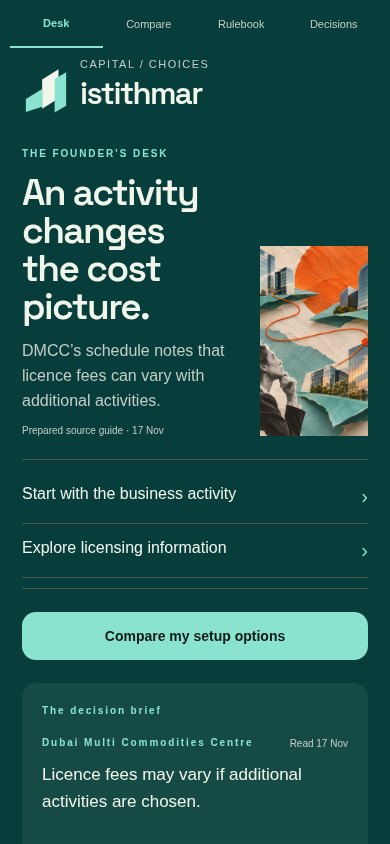 Desk
Compare
Rulebook
Decisions
CAPITAL / CHOICES
istithmar
THE FOUNDER'S DESK
An activity
changes
the cost
picture.
DMCC's schedule notes that
licence fees can vary with
additional activities.
Prepared source guide · 17 Nov
Start with the business activity
Explore licensing information
Compare my setup options
The decision brief
Dubai Multi Commodities Centre
Read 17 Nov
Licence fees may vary if additional
activities are chosen.